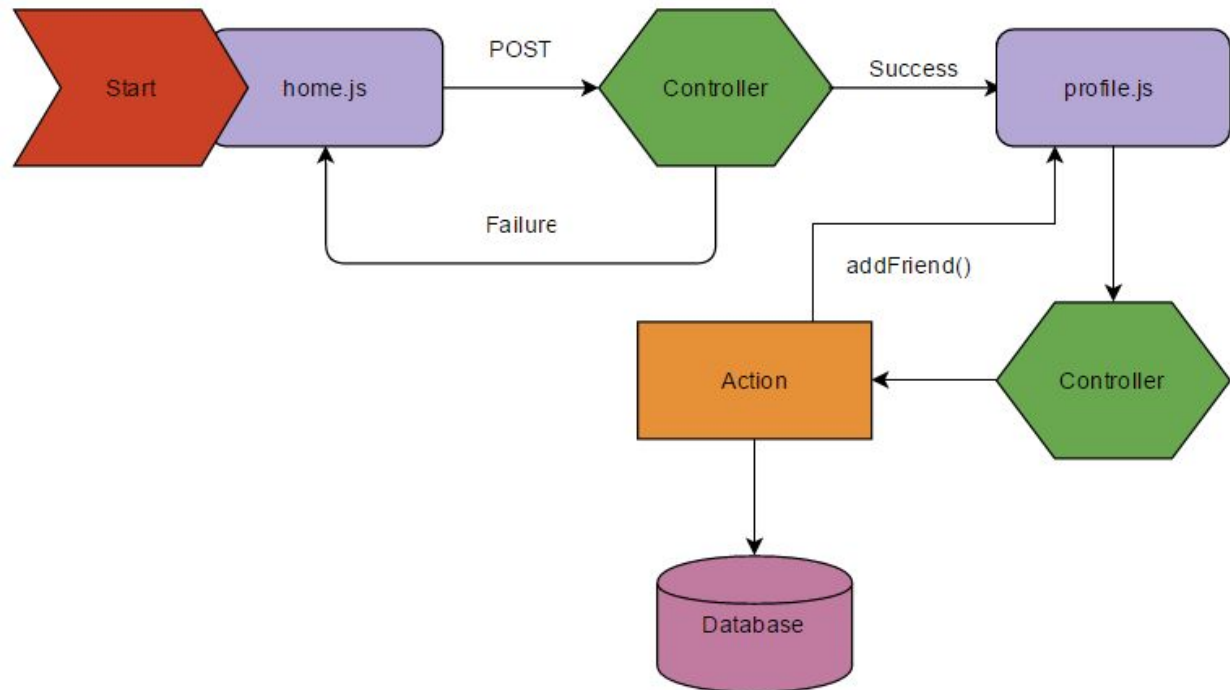 Start
home.js
POST
Controller
Success
profile.js
Failure
addFriend()
Action
Controller
Database